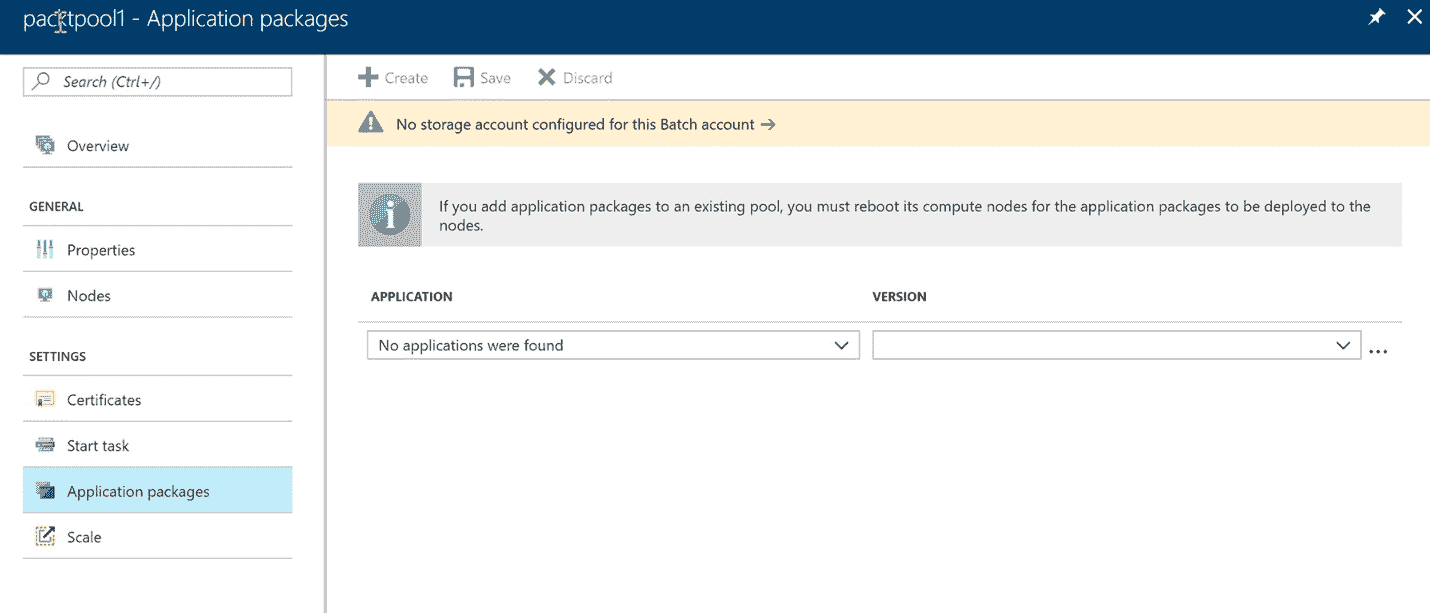 packtpool1 - Application packages
Search (Ctrl+/)
Overview
GENERAL
Properties
Nodes
SETTINGS
Certificates
Start task
Application packages
Scale
Create Save Discard
No storage account configured for this Batch account →
If you add application packages to an existing pool, you must reboot its compute nodes for the application packages to be deployed to the
nodes.
APPLICATION VERSION
No applications were found
...